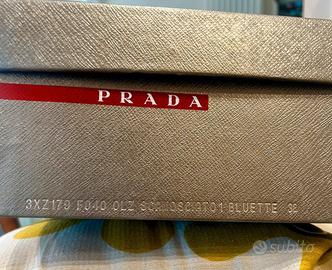 PRADA
3XZ179 F040 OLZ SCAMOSCIATO1 BLUETTE 38
subito